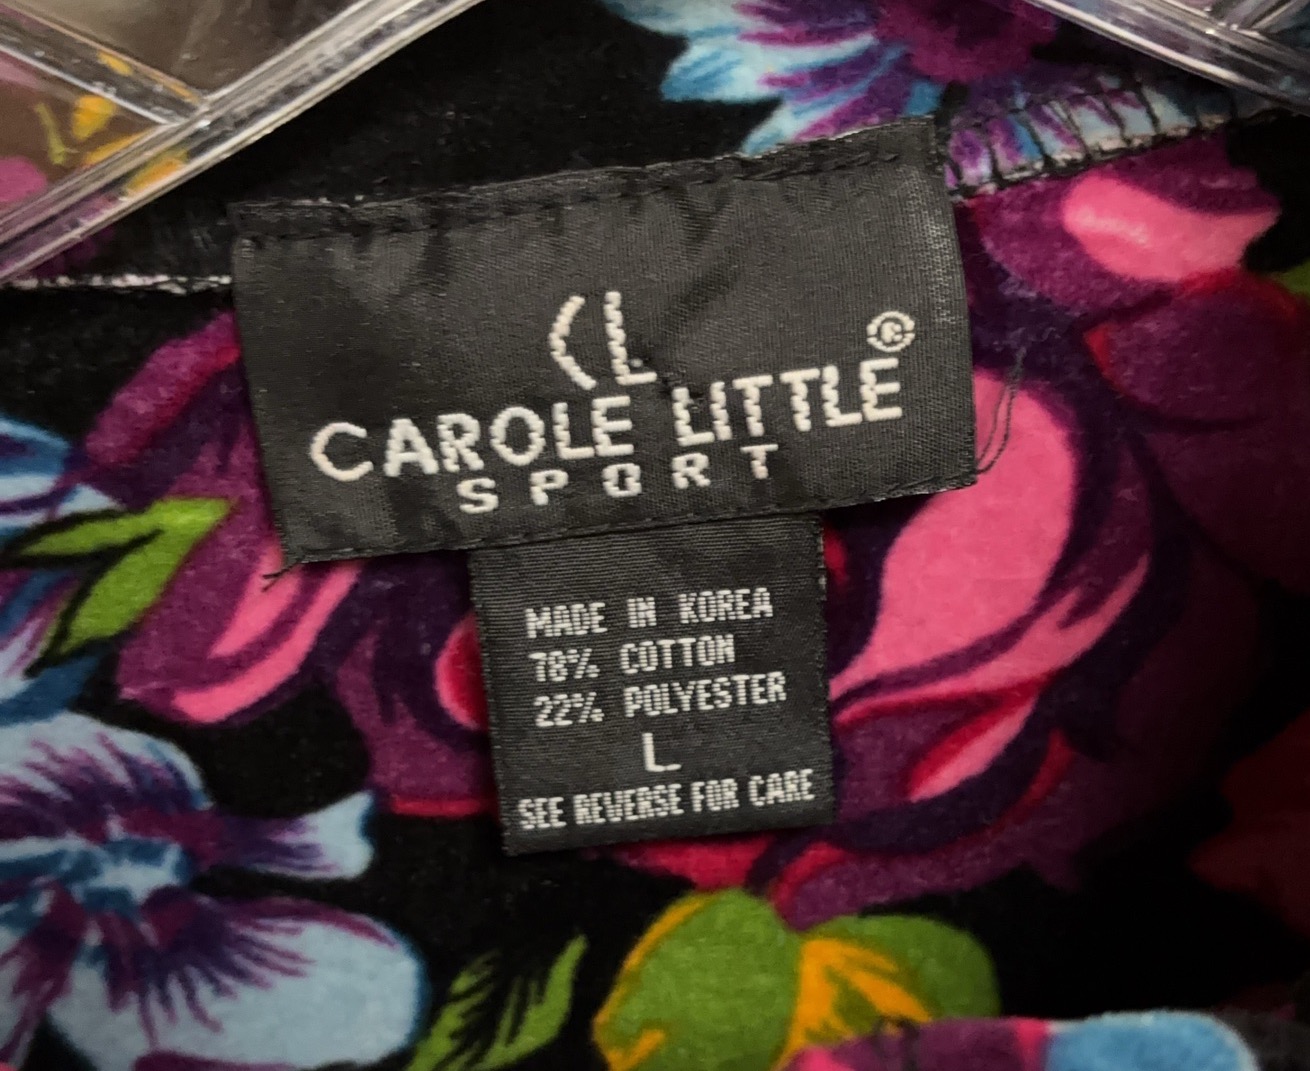 CL
CAROLE LITTLE®
SPORT
MADE IN KOREA
78% COTTON
22% POLYESTER
L
SEE REVERSE FOR CARE